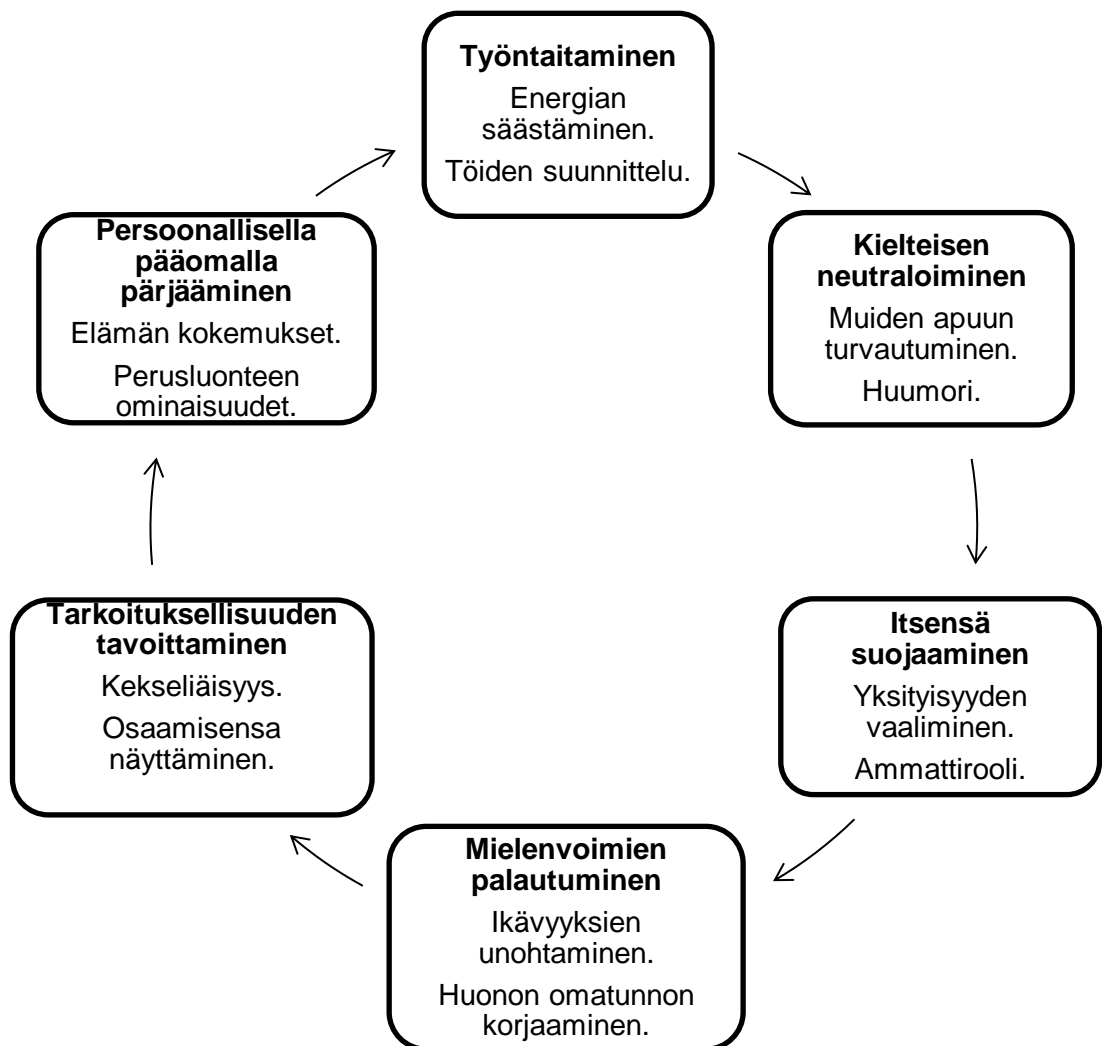 Työntaitaminen
Energian
säästäminen.
Töiden suunnittelu.
Kielteisen
neutraloiminen
Muiden apuun
turvautuminen.
Huumori.
Itsensä
suojaaminen
Yksityisyyden
vaaliminen.
Ammattirooli.
Mielenvoimien
palautuminen
Ikävyyksien
unohtaminen.
Huonon omatunnon
korjaaminen.
Tarkoituksellisuuden
tavoittaminen
Kekseliäisyys.
Osaamisensa
näyttäminen.
Persoonallisella
pääomalla
pärjääminen
Elämän kokemukset.
Perusluonteen
ominaisuudet.